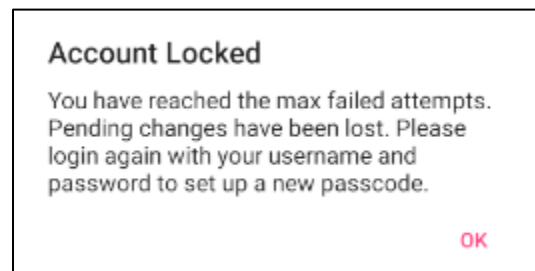 Account Locked
You have reached the max failed attempts.
Pending changes have been lost. Please
login again with your username and
password to set up a new passcode.
OK